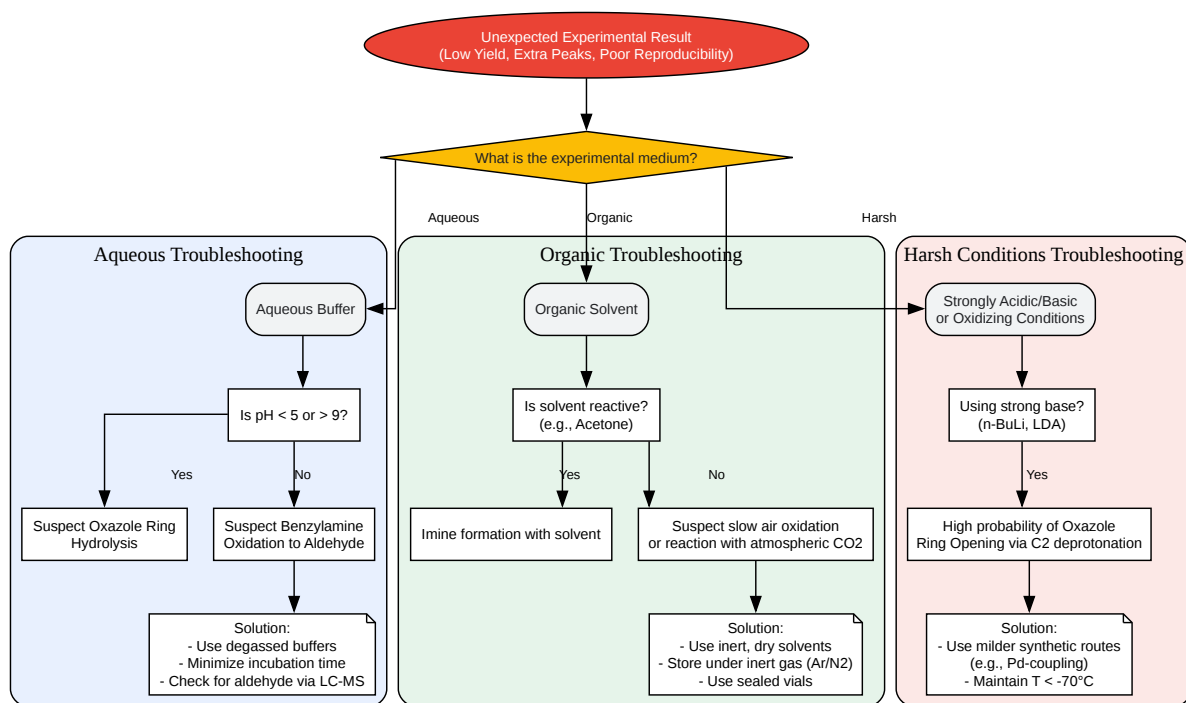 Unexpected Experimental Result
(Low Yield, Extra Peaks, Poor Reproducibility)
What is the experimental medium?
Aqueous
Organic
Harsh
Aqueous Troubleshooting
Organic Troubleshooting
Harsh Conditions Troubleshooting
Aqueous Buffer
Organic Solvent
Strongly Acidic/Basic
or Oxidizing Conditions
Is pH < 5 or > 9?
Is solvent reactive?
(e.g., Acetone)
Using strong base?
(n-BuLi, LDA)
Yes
No
Yes
No
Yes
Suspect Oxazole Ring
Hydrolysis
Suspect Benzylamine
Oxidation to Aldehyde
Imine formation with solvent
Suspect slow air oxidation
or reaction with atmospheric CO2
High probability of Oxazole
Ring Opening via C2 deprotonation
Solution:
- Use degassed buffers
- Minimize incubation time
- Check for aldehyde via LC-MS
Solution:
- Use inert, dry solvents
- Store under inert gas (Ar/N2)
- Use sealed vials
Solution:
- Use milder synthetic routes
(e.g., Pd-coupling)
- Maintain T < -70°C